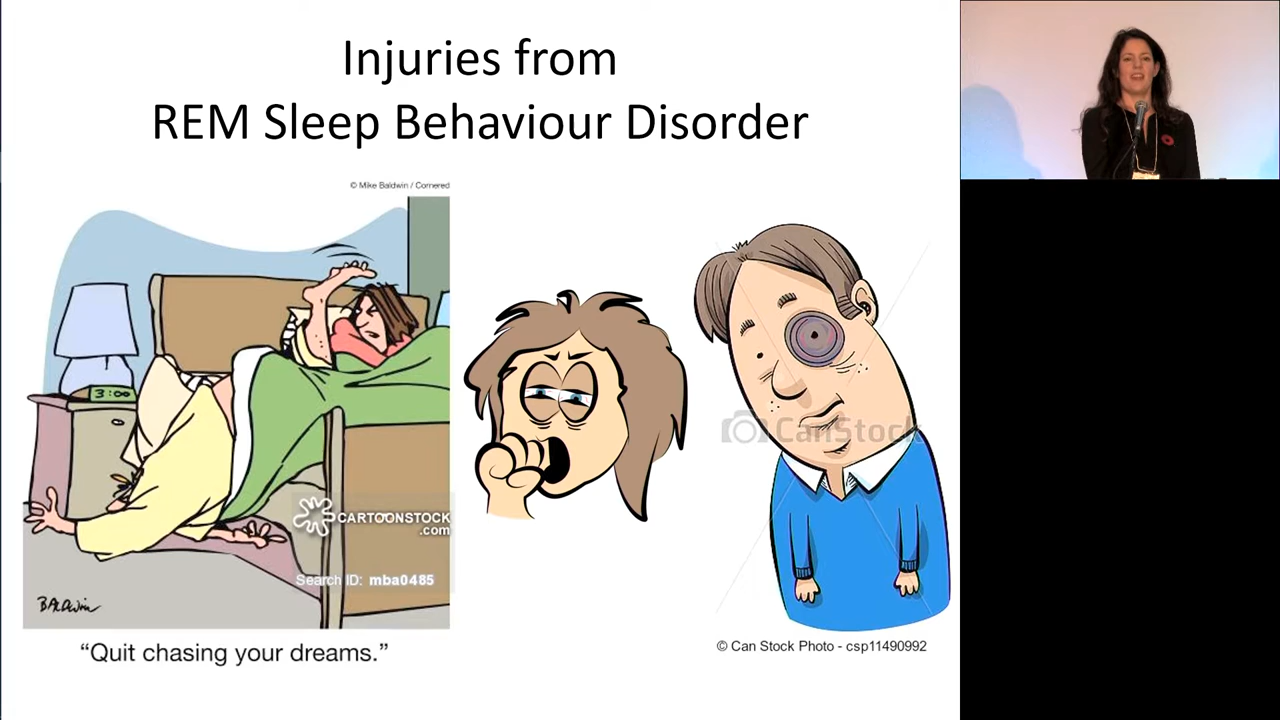 Injuries from
REM Sleep Behaviour Disorder
© Mike Baldwin / Cornered
3:00
CARTOONSTOCK
.com
Search ID: mba0485
BALDWIN
"Quit chasing your dreams."
CanStock
© Can Stock Photo - csp11490992